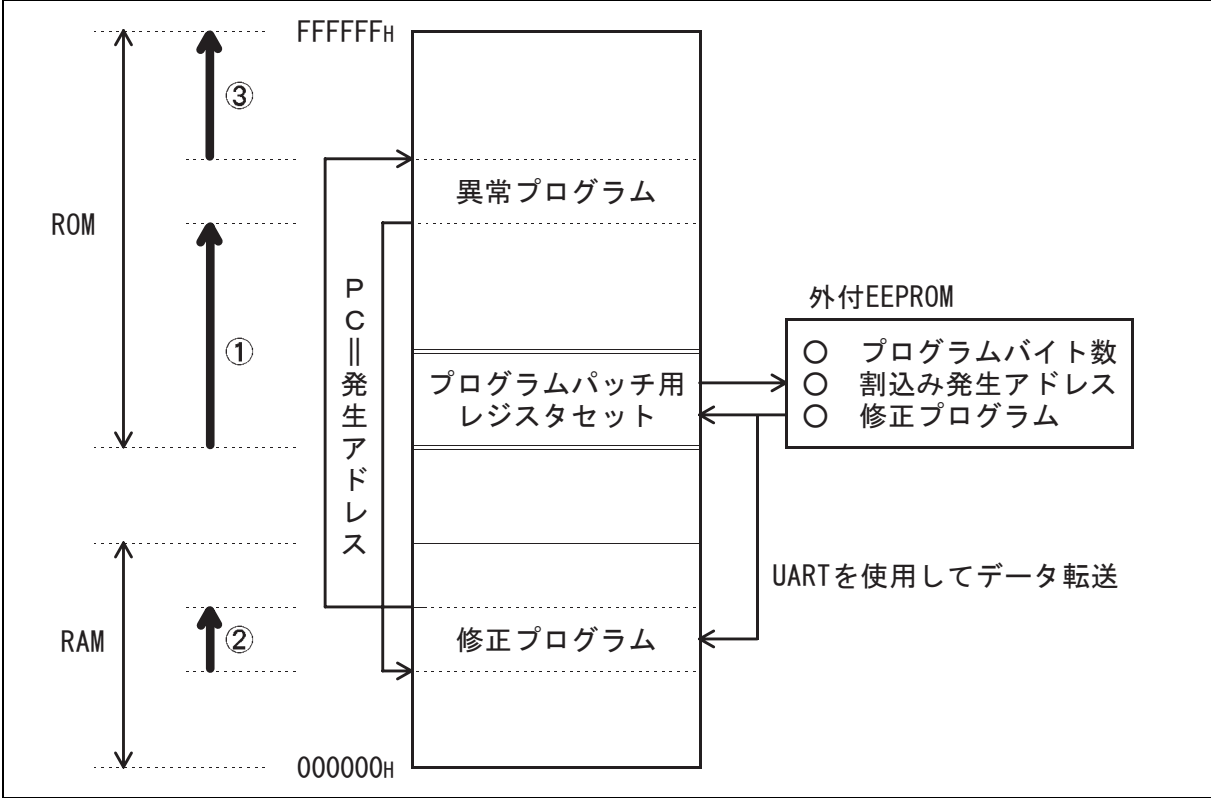 FFFFFFH
③
異常プログラム
ROM
PC＝発生アドレス
①
外付EEPROM
○ プログラムバイト数
○ 割込み発生アドレス
○ 修正プログラム
プログラムパッチ用
レジスタセット
UARTを使用してデータ転送
RAM
②
修正プログラム
000000H